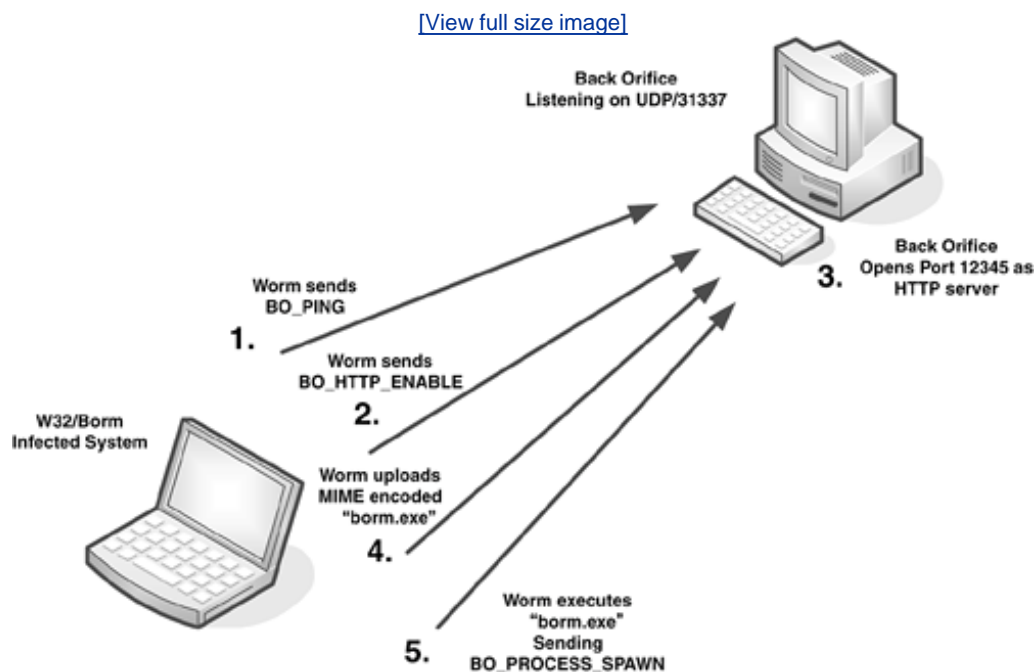 [View full size image]
Back Orifice
Listening on UDP/31337
Back Orifice
Opens Port 12345 as
HTTP server
3.
Worm sends
BO_PING
1.
Worm sends
BO_HTTP_ENABLE
2.
W32/Borm
Infected System
Worm uploads
MIME encoded
"borm.exe"
4.
Worm executes
"borm.exe"
Sending
BO_PROCESS_SPAWN
5.